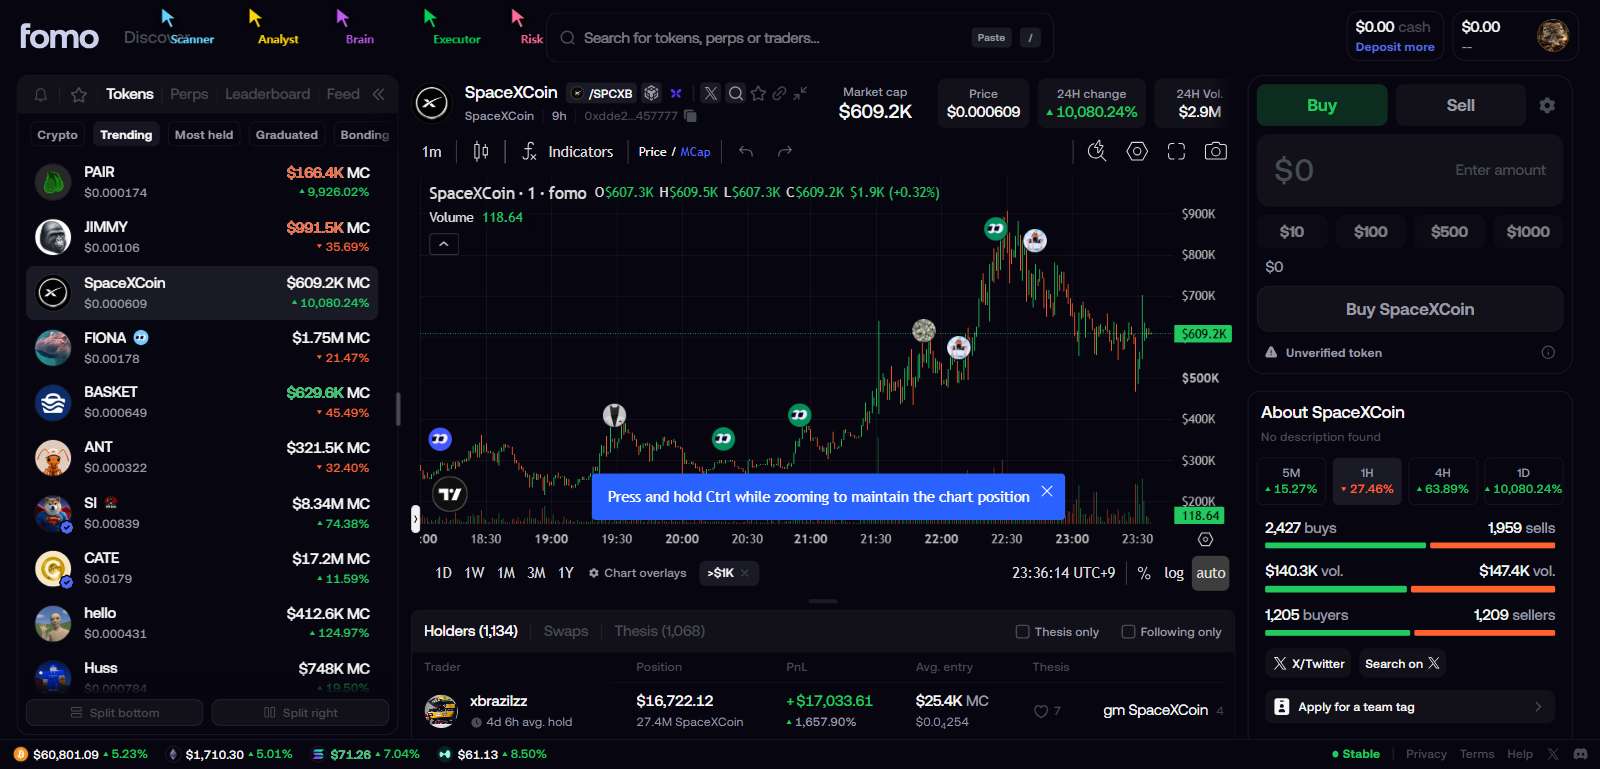 fomo
Discover
Scanner
Analyst
Brain
Executor
Risk
Search for tokens, perps or traders...
Paste
/
$0.00 cash
Deposit more
$0.00
--
Tokens Perps Leaderboard Feed
Crypto Trending Most held Graduated Bonding
PAIR $166.4K MC
$0.000174 9,926.02%
JIMMY $991.5K MC
$0.00106 35.69%
SpaceXCoin $609.2K MC
$0.000609 10,080.24%
FIONA $1.75M MC
$0.00178 21.47%
BASKET $629.6K MC
$0.000649 45.49%
ANT $321.5K MC
$0.000322 32.40%
SI $8.34M MC
$0.00839 74.38%
CATE $17.2M MC
$0.0179 11.59%
hello $412.6K MC
$0.000431 124.97%
Huss $748K MC
$0.000784 19.50%
Split bottom Split right
SpaceXCoin /SPCXB
SpaceXCoin 9h 0xdde2...457777
Market cap
$609.2K
Price
$0.000609
24H change
10,080.24%
24H Vol.
$2.9M
1m Indicators Price / MCap
SpaceXCoin · 1 · fomo O$607.3K H$609.5K L$607.3K C$609.2K $1.9K (+0.32%)
Volume 118.64
$900K
$800K
$700K
$609.2K
$500K
$400K
$300K
$200K
118.64
Press and hold Ctrl while zooming to maintain the chart position
:00 18:30 19:00 19:30 20:00 20:30 21:00 21:30 22:00 22:30 23:00 23:30
1D 1W 1M 3M 1Y Chart overlays >$1K 23:36:14 UTC+9 % log auto
Holders (1,134) Swaps Thesis (1,068) Thesis only Following only
Trader Position PnL Avg. entry Thesis
xbrazilzz $16,722.12 +$17,033.61 $25.4K MC 7 gm SpaceXCoin 4
4d 6h avg. hold 27.4M SpaceXCoin 1,657.90% $0.0₄254
Buy Sell
$0 Enter amount
$10 $100 $500 $1000
$0
Buy SpaceXCoin
Unverified token
About SpaceXCoin
No description found
5M 1H 4H 1D
15.27% 27.46% 63.89% 10,080.24%
2,427 buys 1,959 sells
$140.3K vol. $147.4K vol.
1,205 buyers 1,209 sellers
X/Twitter Search on X
Apply for a team tag
$60,801.09 5.23% $1,710.30 5.01% $71.26 7.04% $61.13 8.50%
Stable Privacy Terms Help